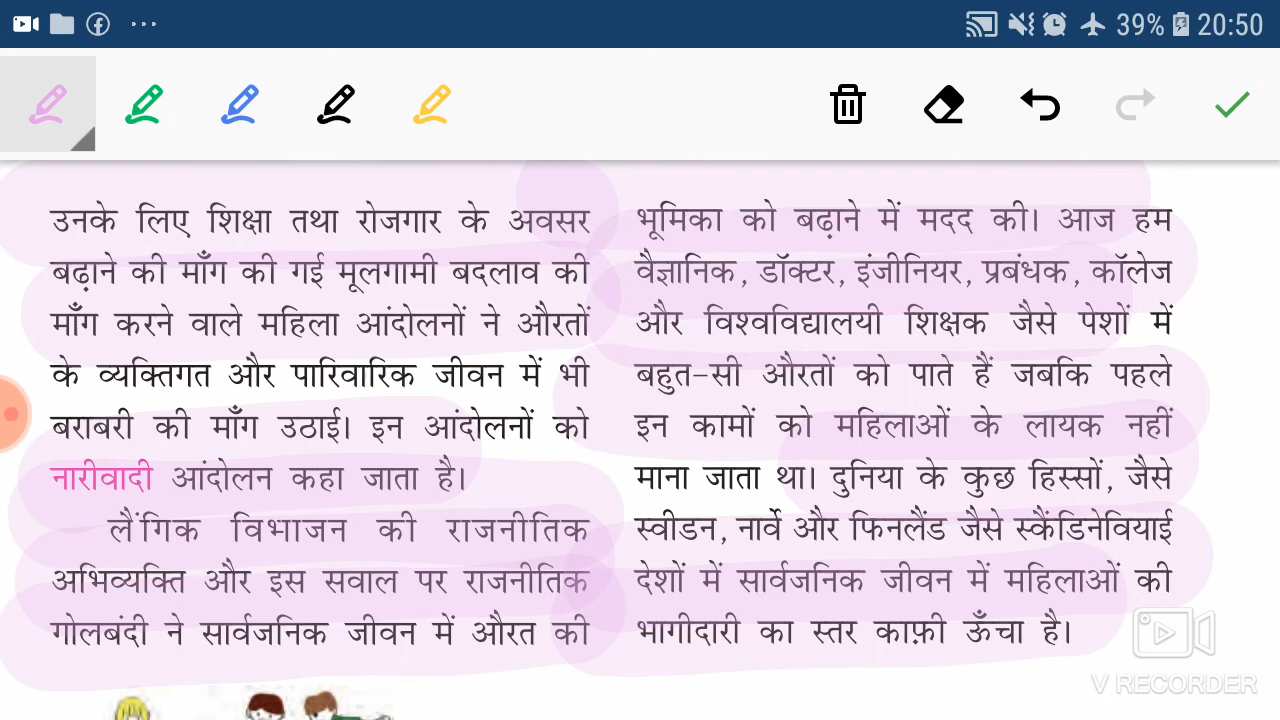 39% 20:50
उनके लिए शिक्षा तथा रोजगार के अवसर
बढ़ाने की माँग की गई मूलगामी बदलाव की
माँग करने वाले महिला आंदोलनों ने औरतों
के व्यक्तिगत और पारिवारिक जीवन में भी
बराबरी की माँग उठाई। इन आंदोलनों को
नारीवादी आंदोलन कहा जाता है।
लैंगिक विभाजन की राजनीतिक
अभिव्यक्ति और इस सवाल पर राजनीतिक
गोलबंदी ने सार्वजनिक जीवन में औरत की
भूमिका को बढ़ाने में मदद की। आज हम
वैज्ञानिक, डॉक्टर, इंजीनियर, प्रबंधक, कॉलेज
और विश्वविद्यालयी शिक्षक जैसे पेशों में
बहुत-सी औरतों को पाते हैं जबकि पहले
इन कामों को महिलाओं के लायक नहीं
माना जाता था। दुनिया के कुछ हिस्सों, जैसे
स्वीडन, नार्वे और फिनलैंड जैसे स्कैंडिनेवियाई
देशों में सार्वजनिक जीवन में महिलाओं की
भागीदारी का स्तर काफ़ी ऊँचा है।
V RECORDER